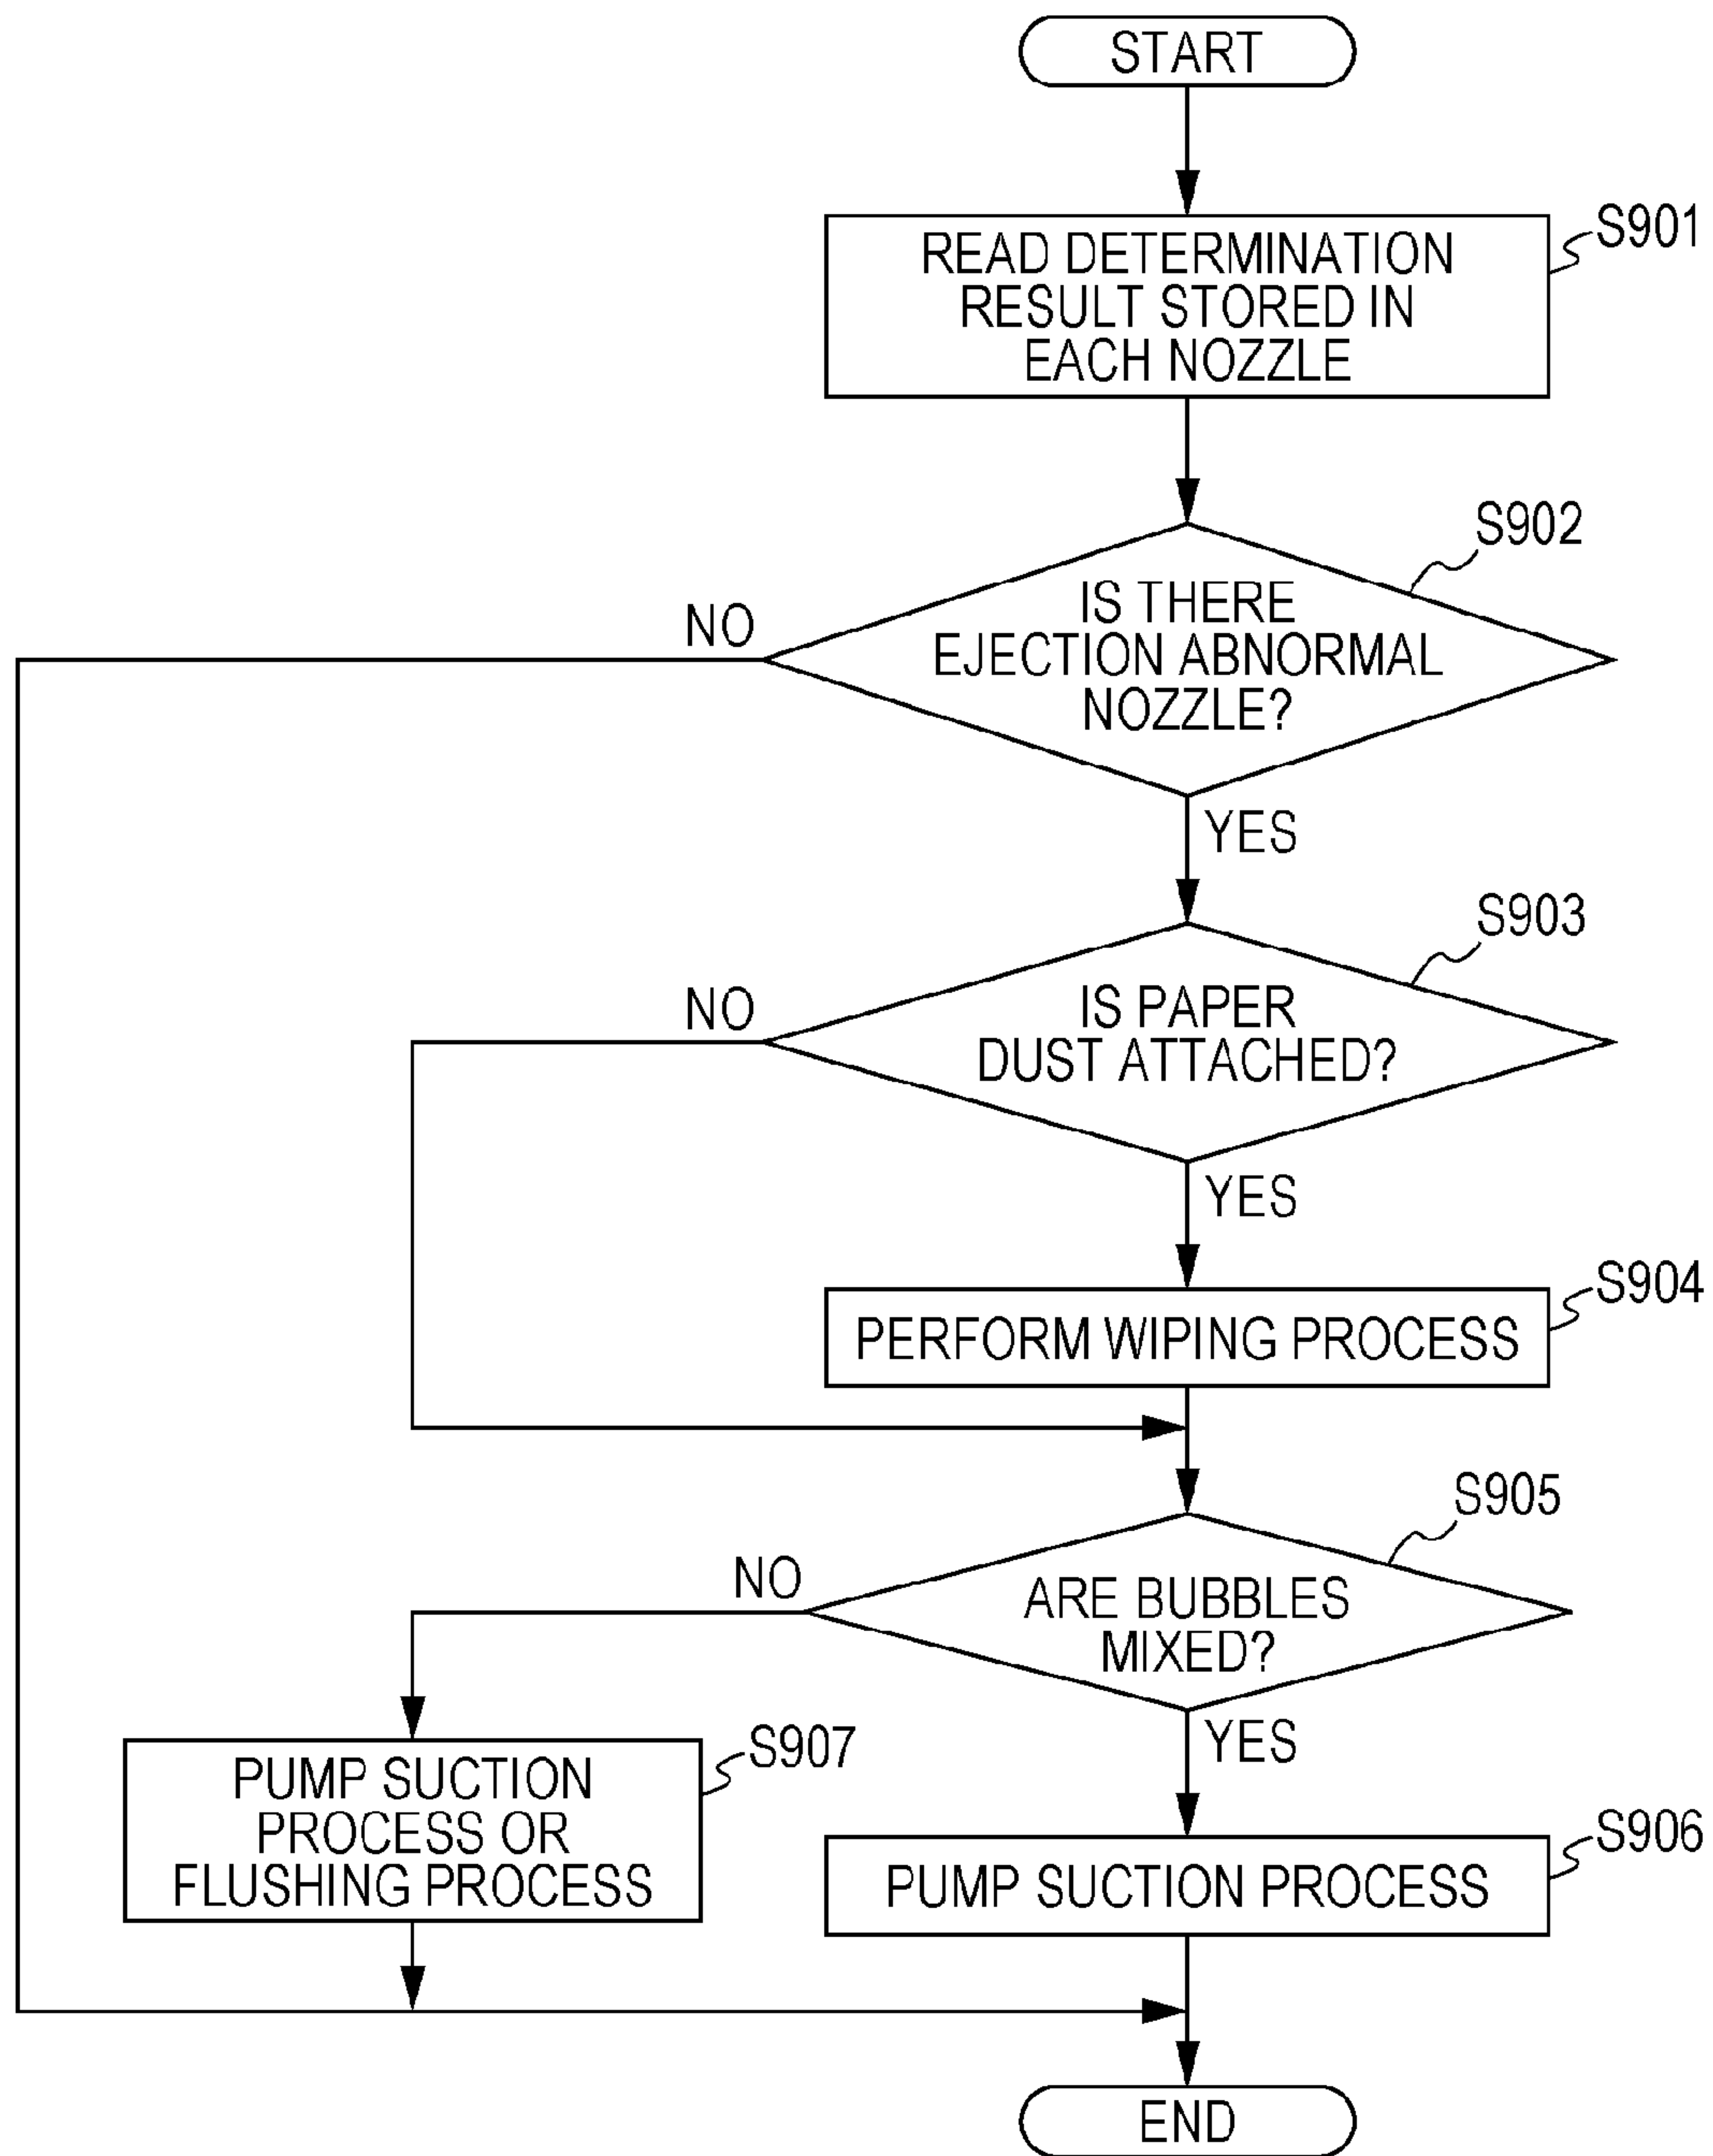 START
READ DETERMINATION
RESULT STORED IN
EACH NOZZLE
S901
IS THERE
EJECTION ABNORMAL
NOZZLE?
S902
NO
YES
IS PAPER
DUST ATTACHED?
S903
NO
YES
PERFORM WIPING PROCESS
S904
ARE BUBBLES
MIXED?
S905
NO
YES
PUMP SUCTION
PROCESS OR
FLUSHING PROCESS
S907
PUMP SUCTION PROCESS
S906
END